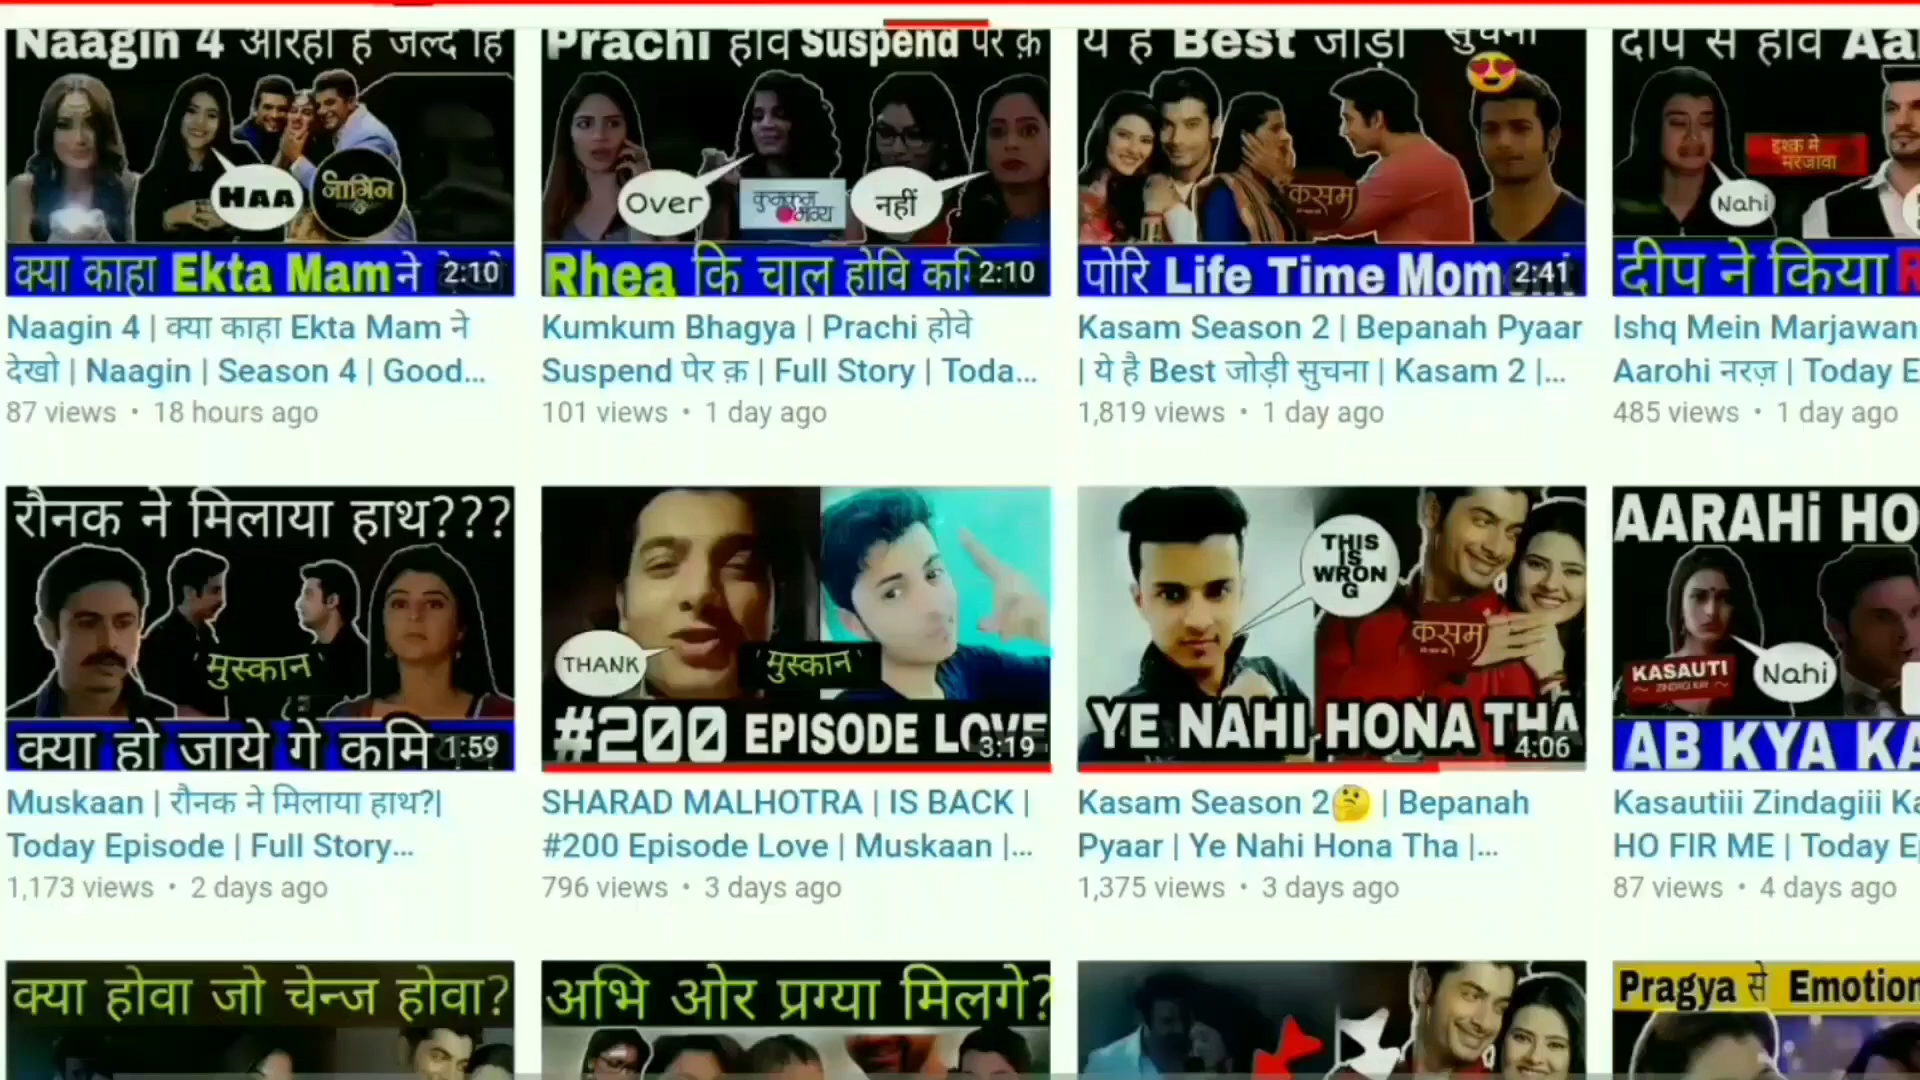 Naagin 4 आरहा है जल्द हि
HAA
नागिन
क्या काहा Ekta Mam ने
2:10
Naagin 4 | क्या काहा Ekta Mam ने
देखो | Naagin | Season 4 | Good...
87 views • 18 hours ago
Prachi होवे Suspend पेर क़
Over
कुमकुम
भाग्य
नहीं
Rhea कि चाल होवि
2:10
Kumkum Bhagya | Prachi होवे
Suspend पेर क़ | Full Story | Toda...
101 views • 1 day ago
ये है Best जोड़ी सुचना
कसम
पोरि Life Time Mom
2:41
Kasam Season 2 | Bepanah Pyaar
| ये है Best जोड़ी सुचना | Kasam 2 |...
1,819 views • 1 day ago
दीप से होवे Aa
इश्क़ में
मरजावां
Nahi
दीप ने किया R
Ishq Mein Marjawan
Aarohi नरज़ | Today E
485 views • 1 day ago
रौनक ने मिलाया हाथ???
मुस्कान
क्या हो जाये गे कमि
1:59
Muskaan | रौनक ने मिलाया हाथ?|
Today Episode | Full Story...
1,173 views • 2 days ago
THANK
मुस्कान
#200 EPISODE LOVE
3:19
SHARAD MALHOTRA | IS BACK |
#200 Episode Love | Muskaan |...
796 views • 3 days ago
THIS
IS
WRON
G
कसम
YE NAHI HONA THA
4:06
Kasam Season 2🤔 | Bepanah
Pyaar | Ye Nahi Hona Tha |...
1,375 views • 3 days ago
AARAHi HO
KASAUTI
ZINDAGII KAY
Nahi
AB KYA KA
Kasautiii Zindagiii Ka
HO FIR ME | Today E
87 views • 4 days ago
क्या होवा जो चेन्ज होवा?
अभि ओर प्रग्या मिलगे?
Pragya से Emotion